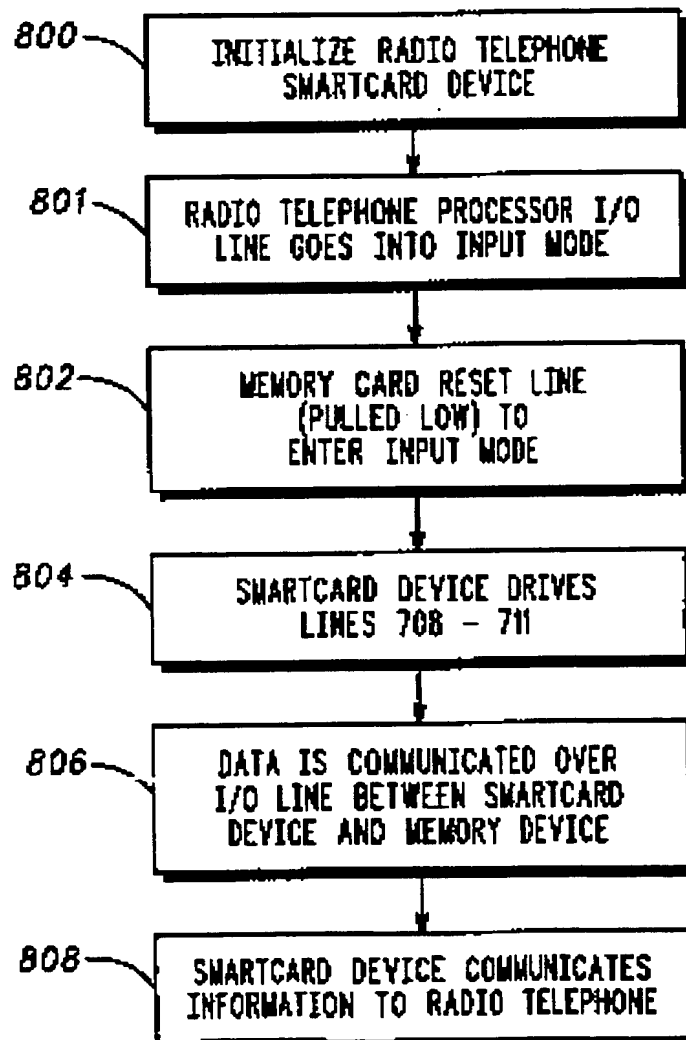 800
INITIALIZE RADIO TELEPHONE
SMARTCARD DEVICE
801
RADIO TELEPHONE PROCESSOR I/O
LINE GOES INTO INPUT MODE
802
MEMORY CARD RESET LINE
(PULLED LOW) TO
ENTER INPUT MODE
804
SMARTCARD DEVICE DRIVES
LINES 708 - 711
806
DATA IS COMMUNICATED OVER
I/O LINE BETWEEN SMARTCARD
DEVICE AND MEMORY DEVICE
808
SMARTCARD DEVICE COMMUNICATES
INFORMATION TO RADIO TELEPHONE